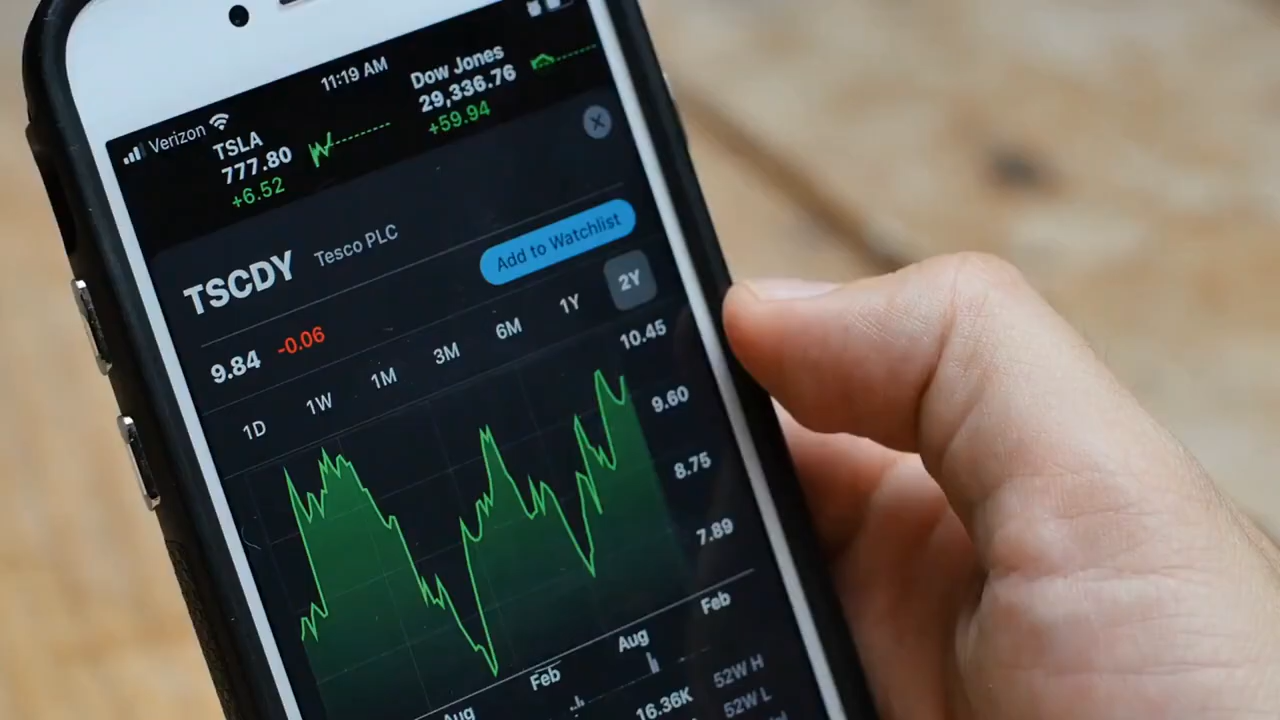 11:19 AM
Verizon
TSLA
777.80
+6.52
Dow Jones
29,336.76
+59.94
TSCDY Tesco PLC
Add to Watchlist
9.84 -0.06
1D 1W 1M 3M 6M 1Y 2Y
10.45
9.60
8.75
7.89
Aug Feb Aug Feb
16.36K
52W H
52W L